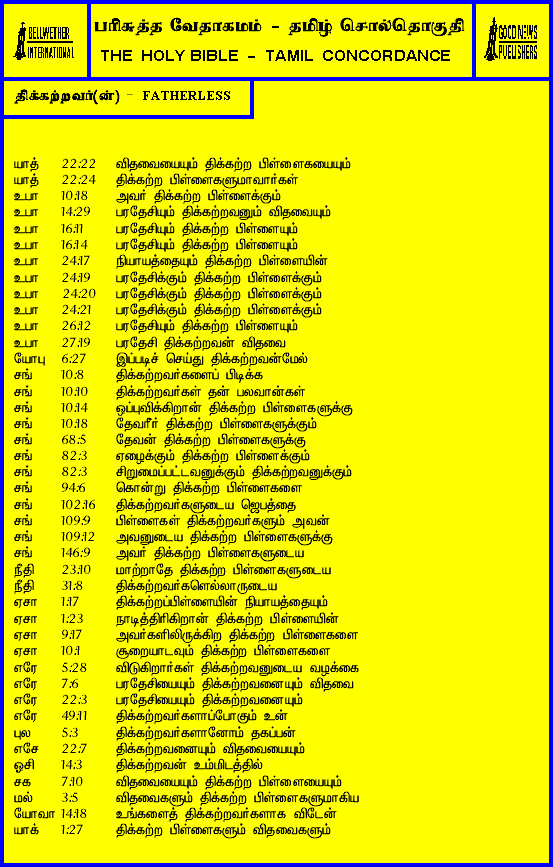 BELLWETHER
INTERNATIONAL
பரிசுத்த வேதாகமம் - தமிழ் சொல்தொகுதி
THE HOLY BIBLE - TAMIL CONCORDANCE
GOOD NEWS
PUBLISHERS
திக்கற்றவர்(ன்) - FATHERLESS
யாத் 22:22 விதவையையும் திக்கற்ற பிள்ளைகயையும்
யாத் 22:24 திக்கற்ற பிள்ளைகளுமாவார்கள்
உபா 10:18 அவர் திக்கற்ற பிள்ளைக்கும்
உபா 14:29 பரதேசியும் திக்கற்றவனும் விதவையும்
உபா 16:11 பரதேசியும் திக்கற்ற பிள்ளையும்
உபா 16:14 பரதேசியும் திக்கற்ற பிள்ளையும்
உபா 24:17 நியாயத்தையும் திக்கற்ற பிள்ளையின்
உபா 24:19 பரதேசிக்கும் திக்கற்ற பிள்ளைக்கும்
உபா 24:20 பரதேசிக்கும் திக்கற்ற பிள்ளைக்கும்
உபா 24:21 பரதேசிக்கும் திக்கற்ற பிள்ளைக்கும்
உபா 26:12 பரதேசியும் திக்கற்ற பிள்ளையும்
உபா 27:19 பரதேசி திக்கற்றவன் விதவை
யோபு 6:27 இப்படிச் செய்து திக்கற்றவன்மேல்
சங் 10:8 திக்கற்றவர்களைப் பிடிக்க
சங் 10:10 திக்கற்றவர்கள் தன் பலவான்கள்
சங் 10:14 ஒப்புவிக்கிறான் திக்கற்ற பிள்ளைகளுக்கு
சங் 10:18 தேவரீர் திக்கற்ற பிள்ளைகளுக்கும்
சங் 68:5 தேவன் திக்கற்ற பிள்ளைகளுக்கு
சங் 82:3 ஏழைக்கும் திக்கற்ற பிள்ளைக்கும்
சங் 82:3 சிறுமைப்பட்டவனுக்கும் திக்கற்றவனுக்கும்
சங் 94:6 கொன்று திக்கற்ற பிள்ளைகளை
சங் 102:16 திக்கற்றவர்களுடைய ஜெபத்தை
சங் 109:9 பிள்ளைகள் திக்கற்றவர்களும் அவன்
சங் 109:12 அவனுடைய திக்கற்ற பிள்ளைகளுக்கு
சங் 146:9 அவர் திக்கற்ற பிள்ளைகளுடைய
நீதி 23:10 மாற்றாதே திக்கற்ற பிள்ளைகளுடைய
நீதி 31:8 திக்கற்றவர்களெல்லாருடைய
ஏசா 1:17 திக்கற்றப்பிள்ளையின் நியாயத்தையும்
ஏசா 1:23 நாடித்திரிகிறான் திக்கற்ற பிள்ளையின்
ஏசா 9:17 அவர்களிலிருக்கிற திக்கற்ற பிள்ளைகளை
ஏசா 10:1 சூறையாடவும் திக்கற்ற பிள்ளைகளை
எரே 5:28 விடுகிறார்கள் திக்கற்றவனுடைய வழக்கை
எரே 7:6 பரதேசியையும் திக்கற்றவனையும் விதவை
எரே 22:3 பரதேசியையும் திக்கற்றவனையும்
எரே 49:11 திக்கற்றவர்களாப்போகும் உன்
புல 5:3 திக்கற்றவர்களானோம் தகப்பன்
எசே 22:7 திக்கற்றவனையும் விதவையையும்
ஓசி 14:3 திக்கற்றவன் உம்மிடத்தில்
சக 7:10 விதவையையும் திக்கற்ற பிள்ளையையும்
மல் 3:5 விதவைகளும் திக்கற்ற பிள்ளைகளுமாகிய
யோவா 14:18 உங்களைத் திக்கற்றவர்களாக விடேன்
யாக் 1:27 திக்கற்ற பிள்ளைகளும் விதவைகளும்